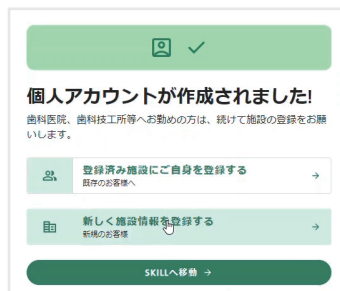 個人アカウントが作成されました!
歯科医院、歯科技工所等へお勤めの方は、続けて施設の登録をお願
いします。
登録済み施設にご自身を登録する
既存のお客様へ
新しく施設情報を登録する
新規のお客様
SKILLへ移動 →